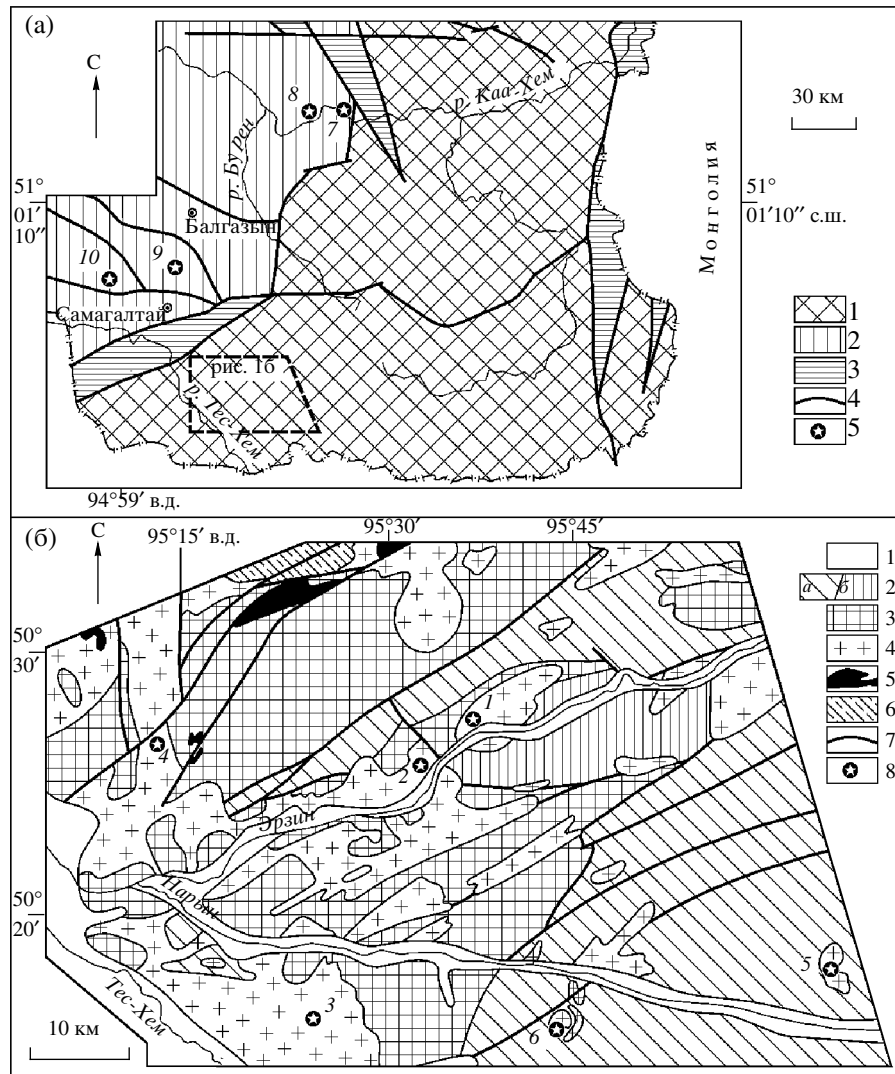 (а)
С
р. Каа-Хем
30 км
8
7
р. Бурен
Монголия
51°
01′
10″
51°
01′10″ с.ш.
Балгазын
10
9
Самагалтай
1
2
3
4
5
рис. 1б
р. Тес-Хем
94°59′ в.д.
(б)
С
95°15′ в.д.
95°30′
95°45′
1
а
б
2
3
4
5
6
7
8
50°
30′
1
4
Эрзин
Нарын
50°
20′
5
3
6
Тес-Хем
10 км